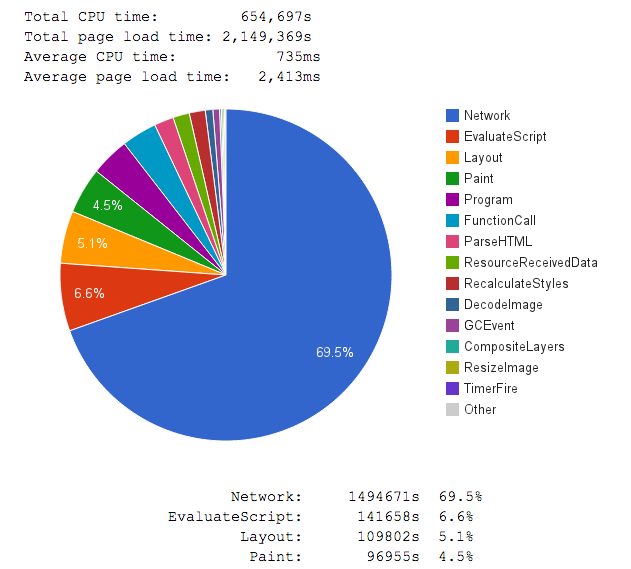 Total CPU time: 654,697s
Total page load time: 2,149,369s
Average CPU time: 735ms
Average page load time: 2,413ms
Network
EvaluateScript
Layout
Paint
Program
FunctionCall
ParseHTML
ResourceReceivedData
RecalculateStyles
DecodeImage
GCEvent
CompositeLayers
ResizeImage
TimerFire
Other
4.5%
5.1%
6.6%
69.5%
Network: 1494671s 69.5%
EvaluateScript: 141658s 6.6%
Layout: 109802s 5.1%
Paint: 96955s 4.5%